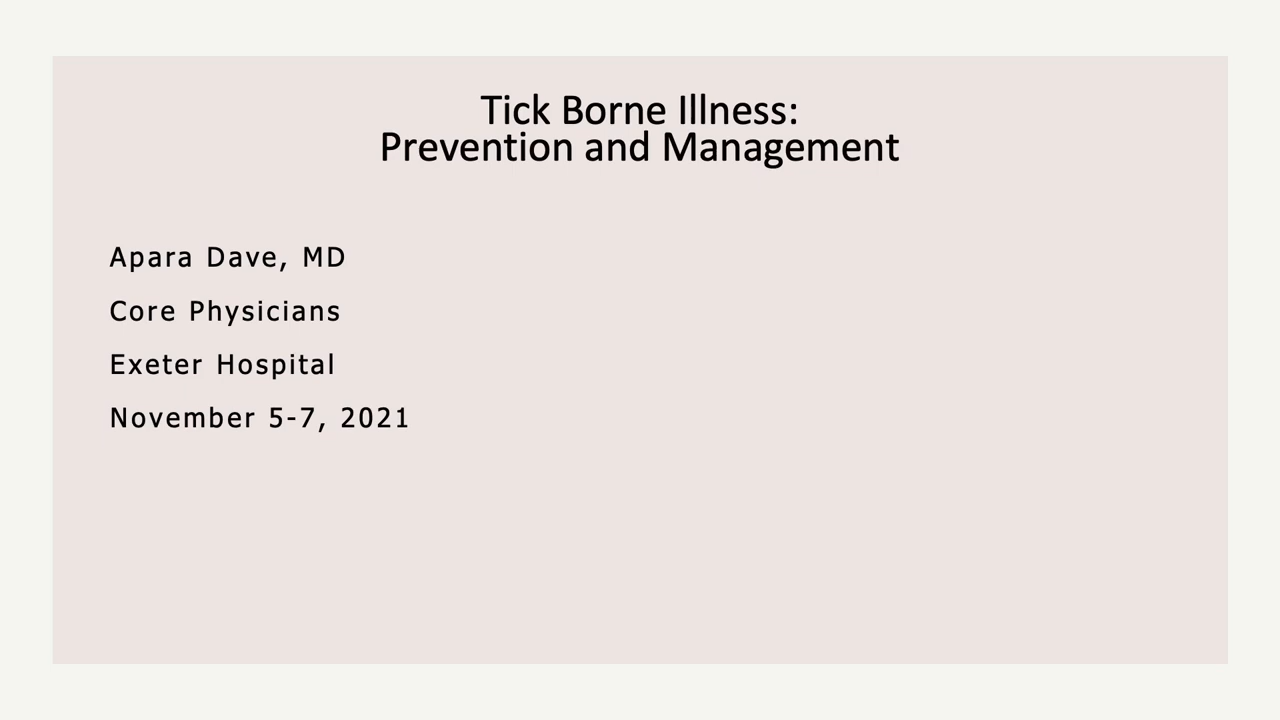 Tick Borne Illness:
Prevention and Management
Apara Dave, MD
Core Physicians
Exeter Hospital
November 5-7, 2021